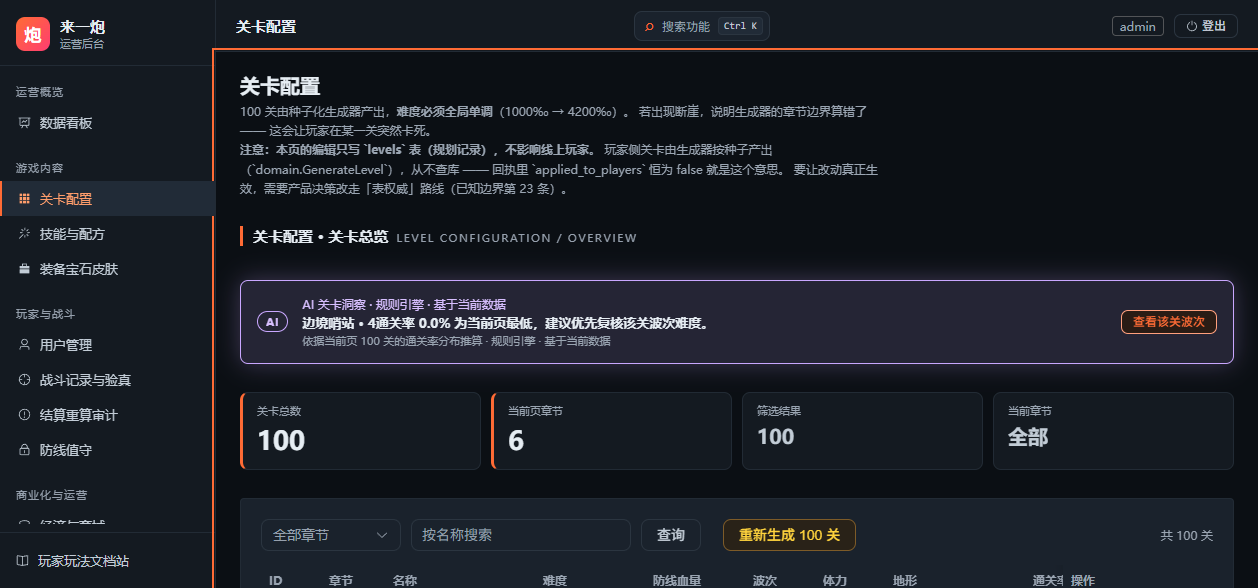 炮
来一炮
运营后台
关卡配置
搜索功能 Ctrl K
admin
登出
运营概览
数据看板
游戏内容
关卡配置
技能与配方
装备宝石皮肤
玩家与战斗
用户管理
战斗记录与验真
结算重算审计
防线值守
商业化与运营
玩家玩法文档站
关卡配置
100 关由种子化生成器产出，难度必须全局单调（1000‰ → 4200‰）。 若出现断崖，说明生成器的章节边界算错了
—— 这会让玩家在某一关突然卡死。
注意：本页的编辑只写 `levels` 表（规划记录），不影响线上玩家。 玩家侧关卡由生成器按种子产出
（`domain.GenerateLevel`），从不查库 —— 回执里 `applied_to_players` 恒为 false 就是这个意思。 要让改动真正生
效，需要产品决策改走「表权威」路线（已知边界第 23 条）。
关卡配置 • 关卡总览 LEVEL CONFIGURATION / OVERVIEW
AI
AI 关卡洞察 · 规则引擎 · 基于当前数据
边境哨站 • 4通关率 0.0% 为当前页最低，建议优先复核该关波次难度。
依据当前页 100 关的通关率分布推算 · 规则引擎 · 基于当前数据
查看该关波次
关卡总数
100
当前页章节
6
筛选结果
100
当前章节
全部
全部章节
按名称搜索
查询
重新生成 100 关
共 100 关
ID 章节 名称 难度 防线血量 波次 体力 地形 通关率 操作